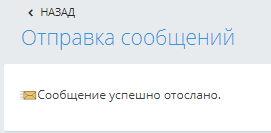 НАЗАД
Отправка сообщений
Сообщение успешно отослано.